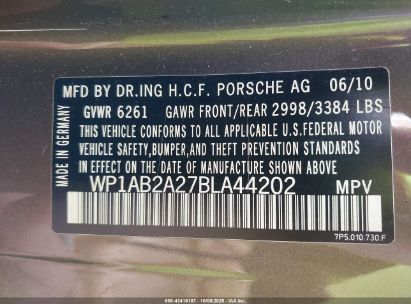 MFD BY DR.ING H.C.F. PORSCHE AG 06/10
GVWR 6261 GAWR FRONT/REAR 2998/3384 LBS
THIS VEHICLE CONFORMS TO ALL APPLICABLE U.S.FEDERAL MOTOR
VEHICLE SAFETY,BUMPER,AND THEFT PREVENTION STANDARDS
IN EFFECT ON THE DATE OF MANUFACTURE SHOWN ABOVE
WP1AB2A27BLA44202 MPV
MADE IN GERMANY
7P5.010.730.F